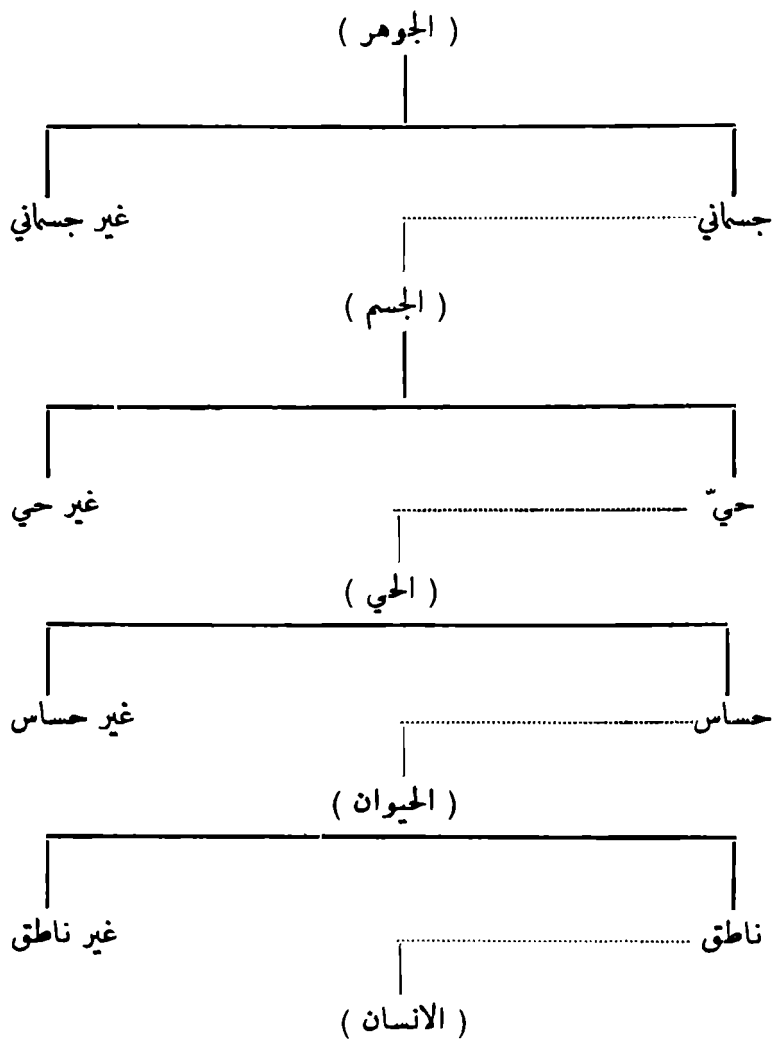 ( الجوهر )
جسماني غير جسماني
( الجسم )
حيّ غير حي
( الحي )
حساس غير حساس
( الحيوان )
ناطق غير ناطق
( الانسان )